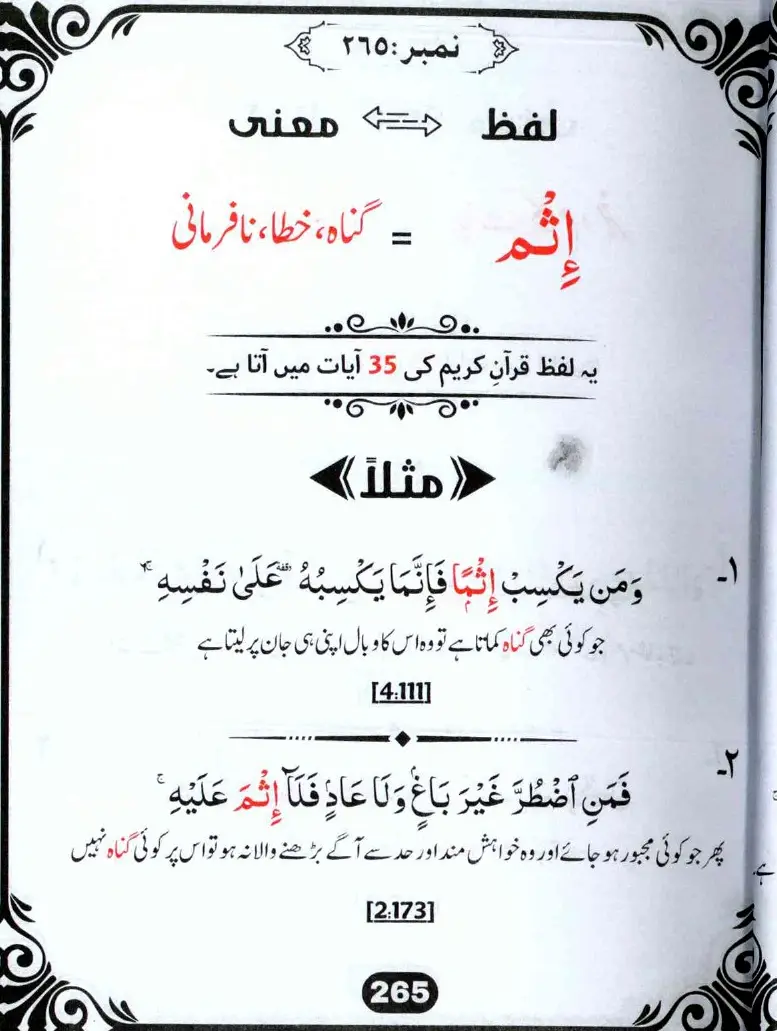 نمبر: ٢٦٥
لفظ معنی
إِثْم = گناہ، خطا، نافرمانی
یہ لفظ قرآنِ کریم کی 35 آیات میں آتا ہے۔
مثلاً
۱۔ وَمَن يَكْسِبْ إِثْمًا فَإِنَّمَا يَكْسِبُهُ عَلَىٰ نَفْسِهِ
جو کوئی بھی گناہ کماتا ہے تو وہ اس کا وبال اپنی ہی جان پر لیتا ہے
[4:111]
۲۔ فَمَنِ ٱضْطُرَّ غَيْرَ بَاغٍ وَلَا عَادٍ فَلَآ إِثْمَ عَلَيْهِ
پھر جو کوئی مجبور ہو جائے اور وہ خواہش مند اور حد سے آگے بڑھنے والا نہ ہو تو اس پر کوئی گناہ نہیں
[2:173]
265